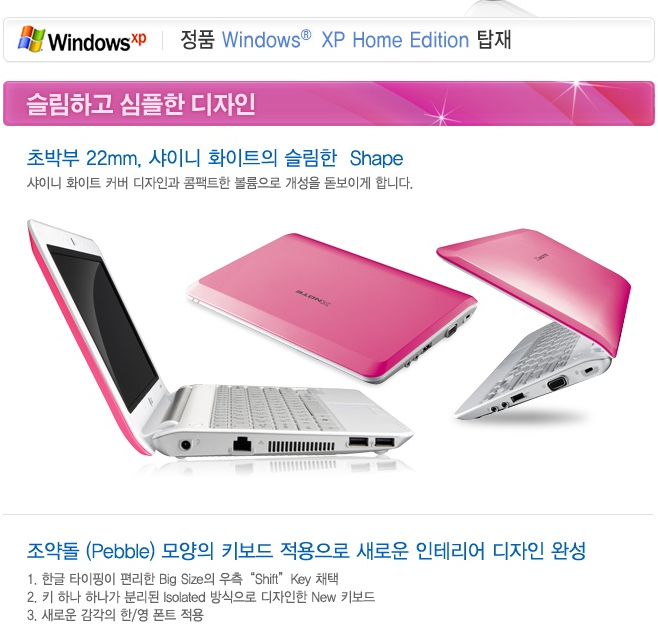 Windows xp
정품 Windows® XP Home Edition 탑재
슬림하고 심플한 디자인
초박부 22mm, 샤이니 화이트의 슬림한 Shape
샤이니 화이트 커버 디자인과 콤팩트한 볼륨으로 개성을 돋보이게 합니다.
XNOTE
조약돌 (Pebble) 모양의 키보드 적용으로 새로운 인테리어 디자인 완성
1. 한글 타이핑이 편리한 Big Size의 우측 “Shift” Key 채택
2. 키 하나 하나가 분리된 Isolated 방식으로 디자인한 New 키보드
3. 새로운 감각의 한/영 폰트 적용